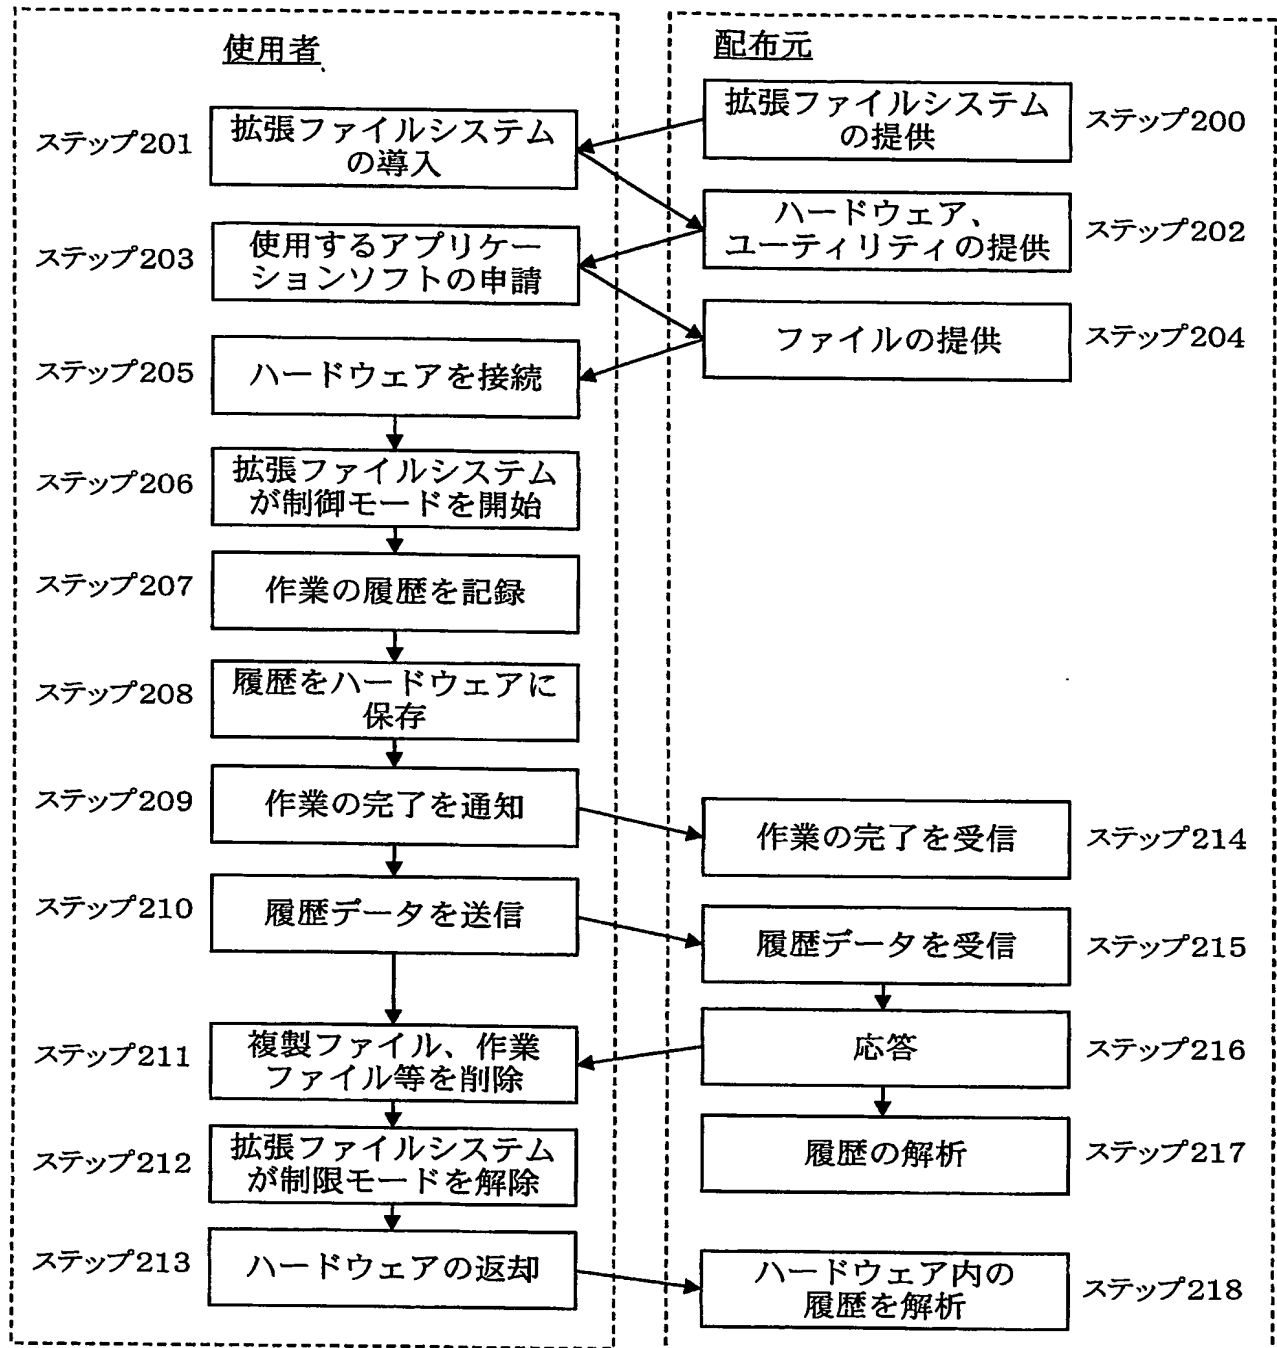 使用者
配布元
ステップ201
拡張ファイルシステム
の導入
拡張ファイルシステム
の提供
ステップ200
ステップ203
使用するアプリケー
ションソフトの申請
ハードウェア、
ユーティリティの提供
ステップ202
ステップ205
ハードウェアを接続
ファイルの提供
ステップ204
ステップ206
拡張ファイルシステム
が制御モードを開始
ステップ207
作業の履歴を記録
ステップ208
履歴をハードウェアに
保存
ステップ209
作業の完了を通知
作業の完了を受信
ステップ214
ステップ210
履歴データを送信
履歴データを受信
ステップ215
ステップ211
複製ファイル、作業
ファイル等を削除
応答
ステップ216
ステップ212
拡張ファイルシステム
が制限モードを解除
履歴の解析
ステップ217
ステップ213
ハードウェアの返却
ハードウェア内の
履歴を解析
ステップ218